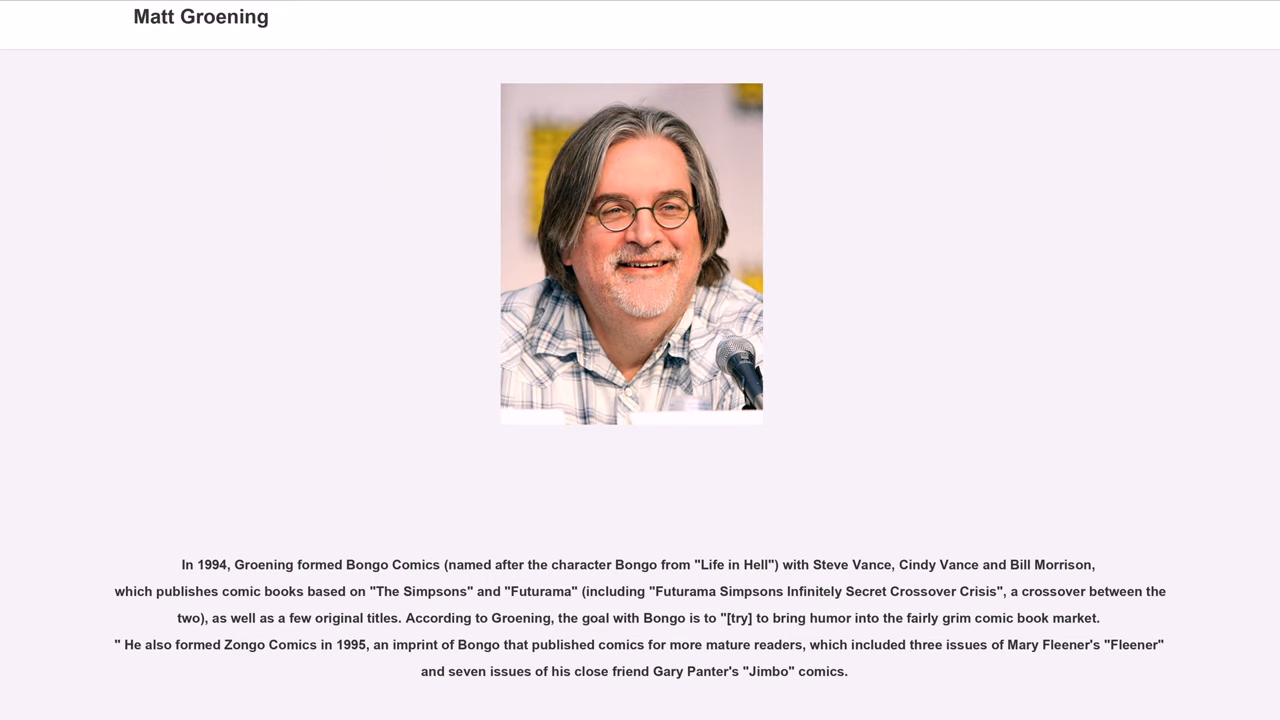 Matt Groening
In 1994, Groening formed Bongo Comics (named after the character Bongo from "Life in Hell") with Steve Vance, Cindy Vance and Bill Morrison,
which publishes comic books based on "The Simpsons" and "Futurama" (including "Futurama Simpsons Infinitely Secret Crossover Crisis", a crossover between the
two), as well as a few original titles. According to Groening, the goal with Bongo is to "[try] to bring humor into the fairly grim comic book market.
" He also formed Zongo Comics in 1995, an imprint of Bongo that published comics for more mature readers, which included three issues of Mary Fleener's "Fleener"
and seven issues of his close friend Gary Panter's "Jimbo" comics.